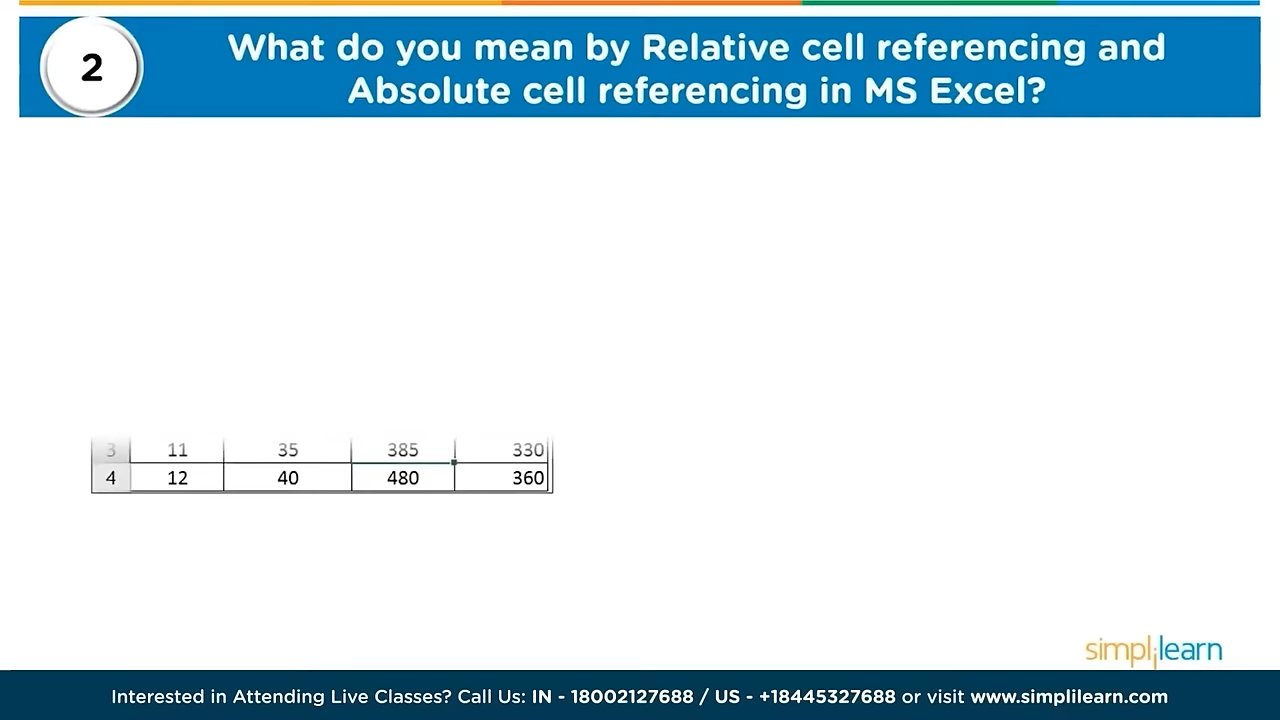 2
What do you mean by Relative cell referencing and
Absolute cell referencing in MS Excel?
3 11 35 385 330
4 12 40 480 360
simplilearn
Interested in Attending Live Classes? Call Us: IN - 18002127688 / US - +18445327688 or visit www.simplilearn.com